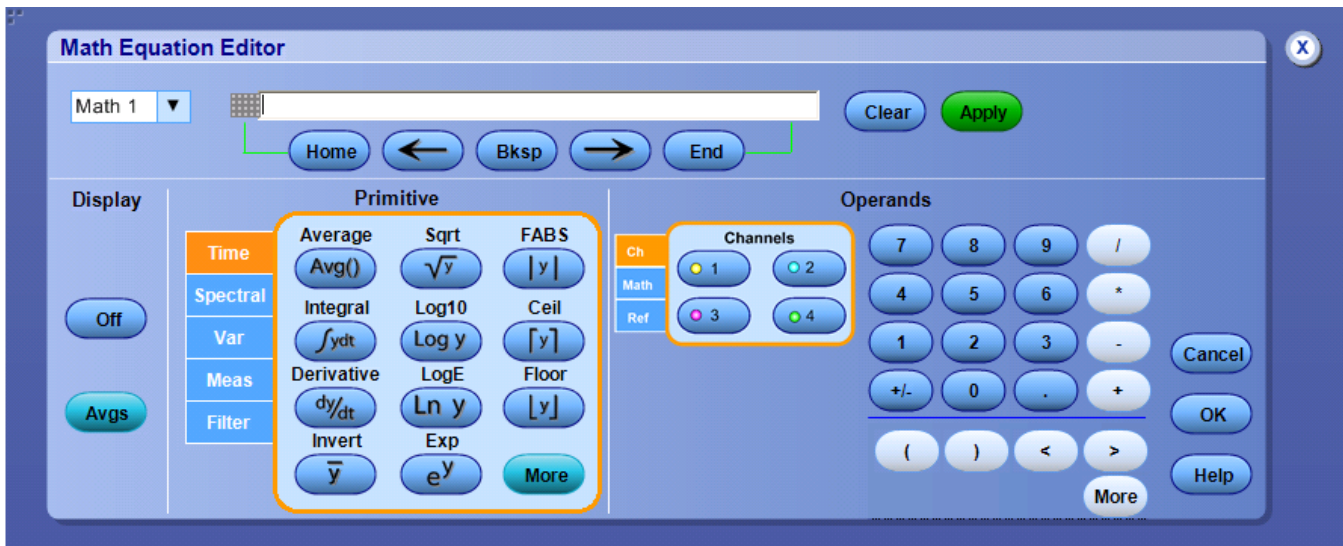 Math Equation Editor
X
Math 1 ▼
Clear Apply
Home ← Bksp → End
Display
Off
Avgs
Primitive
Time
Spectral
Var
Meas
Filter
Average Sqrt FABS
Avg() √y |y|
Integral Log10 Ceil
∫ydt Log y ⌈y⌉
Derivative LogE Floor
dy/dt Ln y ⌊y⌋
Invert Exp
y̅ eʸ More
Operands
Ch
Math
Ref
Channels
1 2
3 4
7 8 9 /
4 5 6 *
1 2 3 -
+/- 0 . +
( ) < >
More
Cancel
OK
Help